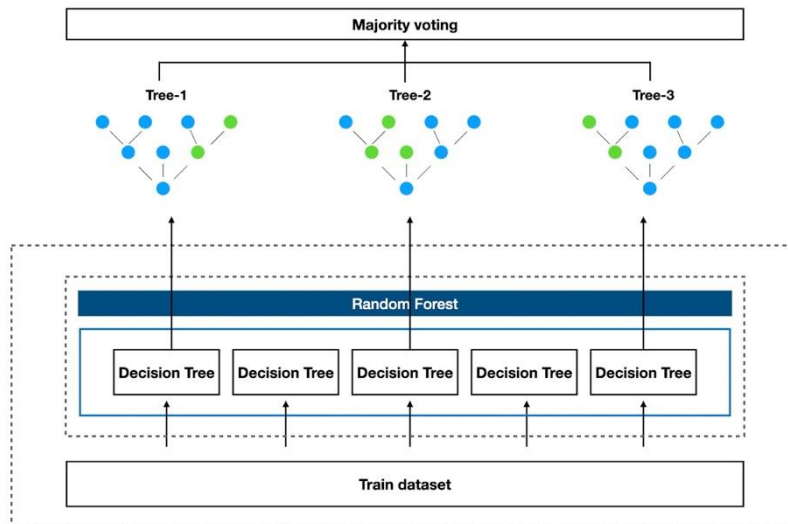 Majority voting
Tree-1
Tree-2
Tree-3
Random Forest
Decision Tree
Decision Tree
Decision Tree
Decision Tree
Decision Tree
Train dataset